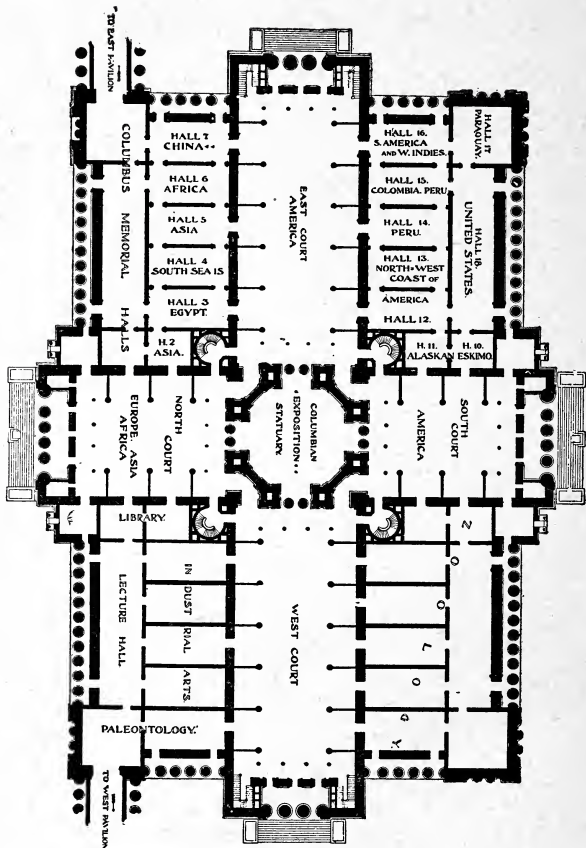 TO EAST PAVILION
COLUMBUS MEMORIAL HALLS
HALL 7
CHINA
HALL 6
AFRICA
HALL 5
ASIA
HALL 4
SOUTH SEA IS
HALL 3
EGYPT.
H. 2
ASIA.
EAST COURT
AMERICA
HALL 16.
S. AMERICA
AND W. INDIES.
HALL 15.
COLOMBIA. PERU
HALL 14.
PERU.
HALL 13.
NORTH-WEST
COAST OF
AMERICA
HALL 12.
H. 11.
ALASKAN
H. 10.
ESKIMO.
HALL 17
PARAGUAY.
HALL 18.
UNITED STATES.
NORTH COURT
EUROPE. ASIA
AFRICA
COLUMBIAN
EXPOSITION
STATUARY.
SOUTH COURT
AMERICA
LIBRARY.
LECTURE HALL
INDUSTRIAL ARTS.
WEST COURT
ZOOLOGY
PALEONTOLOGY.
TO WEST PAVILION